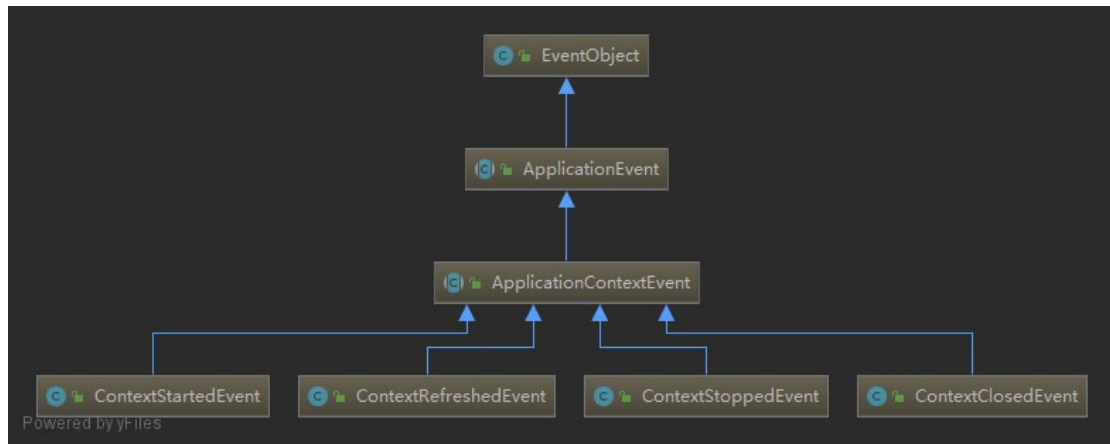 EventObject
ApplicationEvent
ApplicationContextEvent
ContextStartedEvent
ContextRefreshedEvent
ContextStoppedEvent
ContextClosedEvent
Powered by yFiles